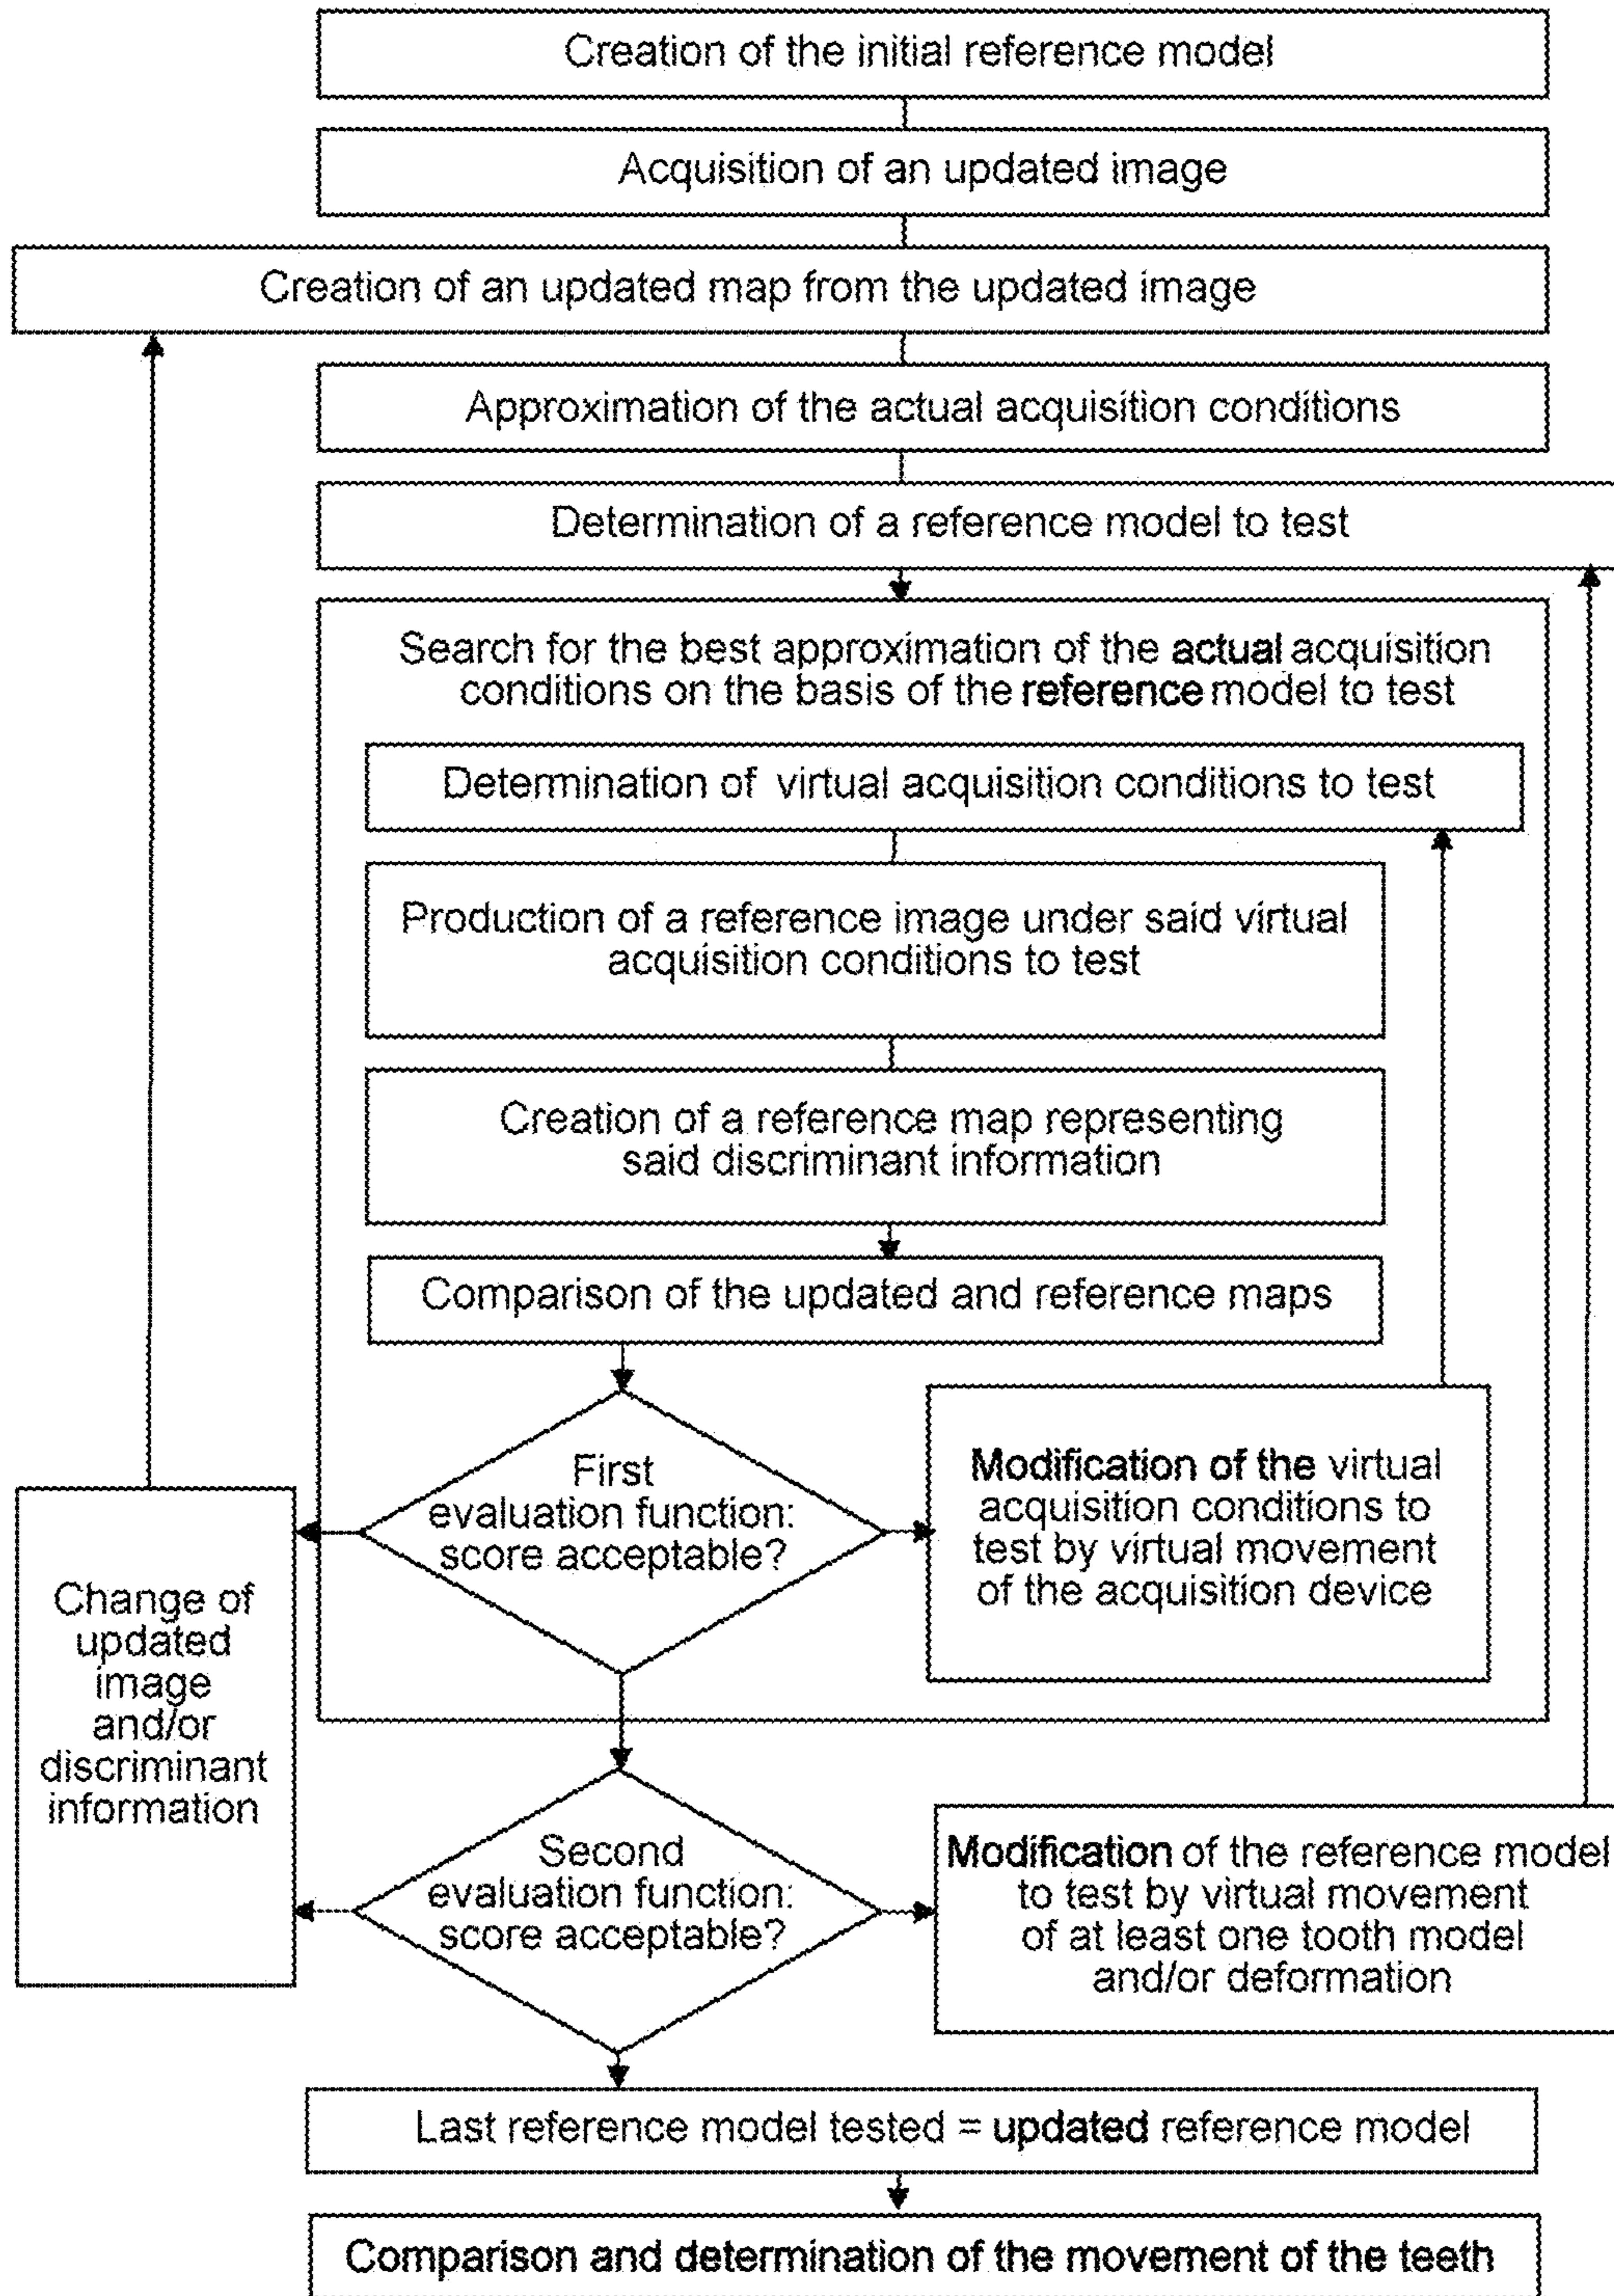 Creation of the initial reference model
Acquisition of an updated image
Creation of an updated map from the updated image
Approximation of the actual acquisition conditions
Determination of a reference model to test
Search for the best approximation of the actual acquisition
conditions on the basis of the reference model to test
Determination of virtual acquisition conditions to test
Production of a reference image under said virtual
acquisition conditions to test
Creation of a reference map representing
said discriminant information
Comparison of the updated and reference maps
First
evaluation function:
score acceptable?
Modification of the virtual
acquisition conditions to
test by virtual movement
of the acquisition device
Change of
updated
image
and/or
discriminant
information
Second
evaluation function:
score acceptable?
Modification of the reference model
to test by virtual movement
of at least one tooth model
and/or deformation
Last reference model tested = updated reference model
Comparison and determination of the movement of the teeth